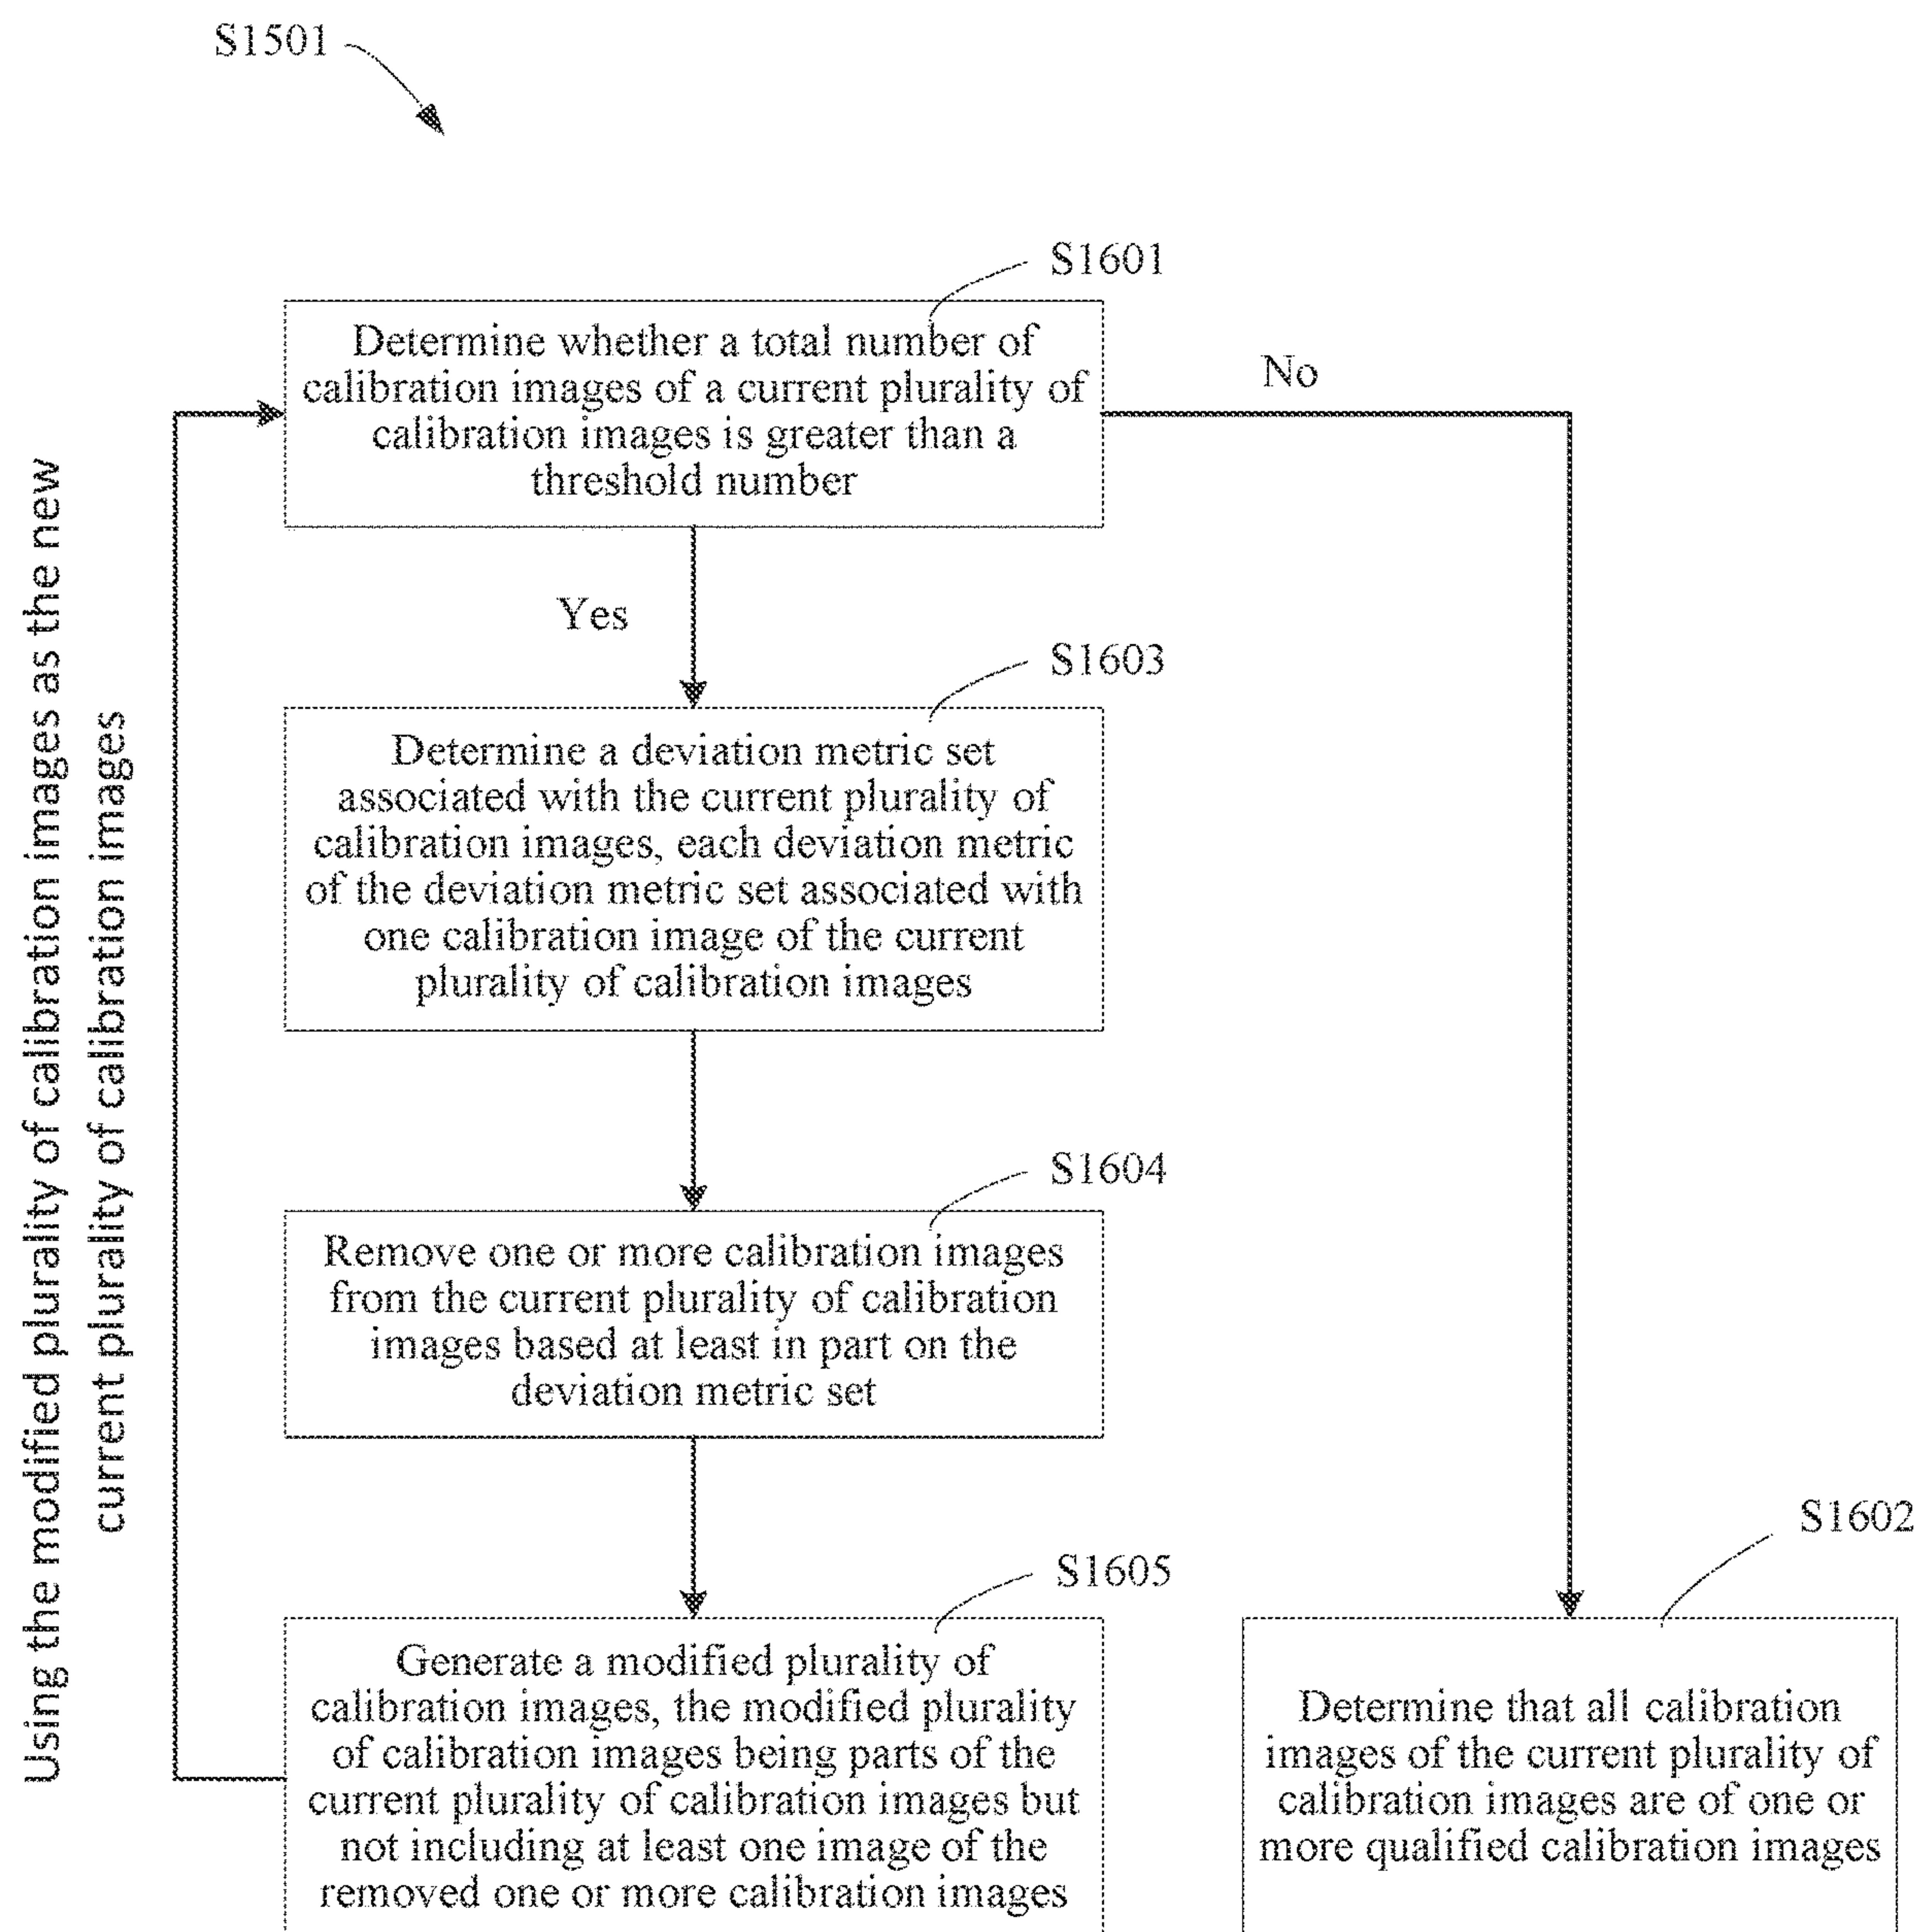 S1501
S1601
Determine whether a total number of
calibration images of a current plurality of
calibration images is greater than a
threshold number
No
Yes
S1603
Determine a deviation metric set
associated with the current plurality of
calibration images, each deviation metric
of the deviation metric set associated with
one calibration image of the current
plurality of calibration images
S1604
Remove one or more calibration images
from the current plurality of calibration
images based at least in part on the
deviation metric set
S1605
Generate a modified plurality of
calibration images, the modified plurality
of calibration images being parts of the
current plurality of calibration images but
not including at least one image of the
removed one or more calibration images
S1602
Determine that all calibration
images of the current plurality of
calibration images are of one or
more qualified calibration images
Using the modified plurality of calibration images as the new
current plurality of calibration images